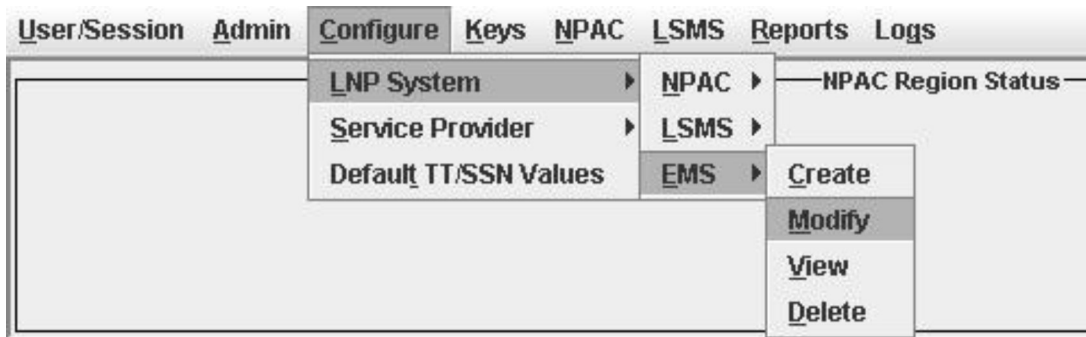 User/Session Admin Configure Keys NPAC LSMS Reports Logs
LNP System NPAC NPAC Region Status
Service Provider LSMS
Default TT/SSN Values EMS Create
Modify
View
Delete